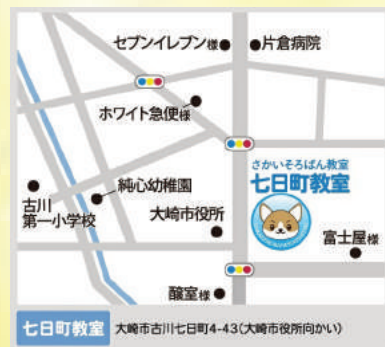 セブンイレブン様
片倉病院
ホワイト急便様
さかいそろばん教室
七日町教室
純心幼稚園
古川
第一小学校
大崎市役所
富士屋様
醸室様
七日町教室 大崎市古川七日町4-43(大崎市役所向かい)